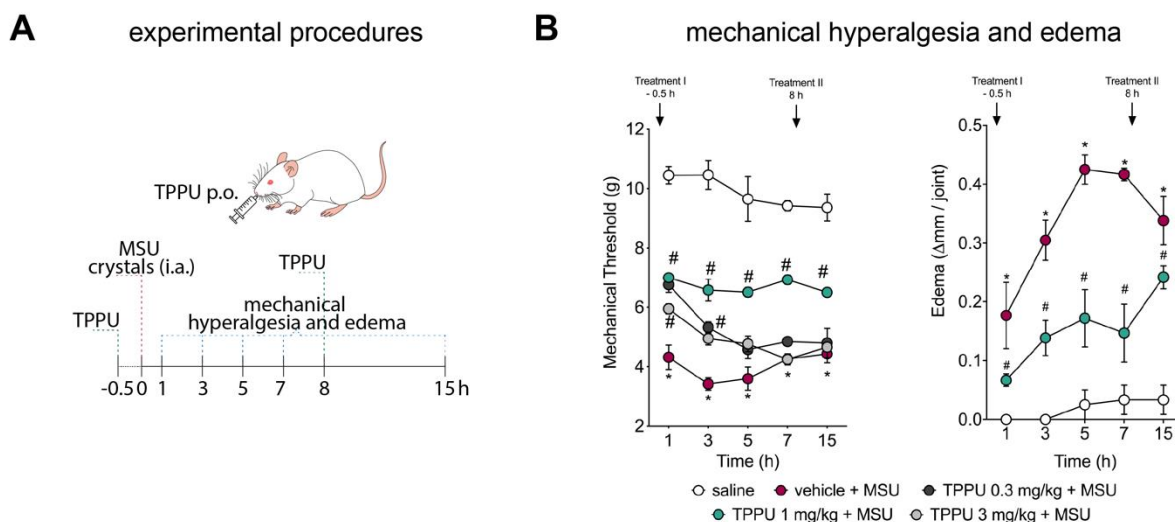 A experimental procedures
TPPU p.o.
MSU
crystals (i.a.)
TPPU
mechanical
hyperalgesia and edema
TPPU
-0.5 0 1 3 5 7 8 15 h
B mechanical hyperalgesia and edema
Treatment I
- 0.5 h
Treatment II
8 h
12
10
8
6
4
2
Mechanical Threshold (g)
# # # # #
# #
* * * * *
1 3 5 7 15
Time (h)
Treatment I
- 0.5 h
Treatment II
8 h
0.5
0.4
0.3
0.2
0.1
0.0
Edema (Δmm / joint)
* * * * *
# # # # #
1 3 5 7 15
Time (h)
saline vehicle + MSU TPPU 0.3 mg/kg + MSU
TPPU 1 mg/kg + MSU TPPU 3 mg/kg + MSU